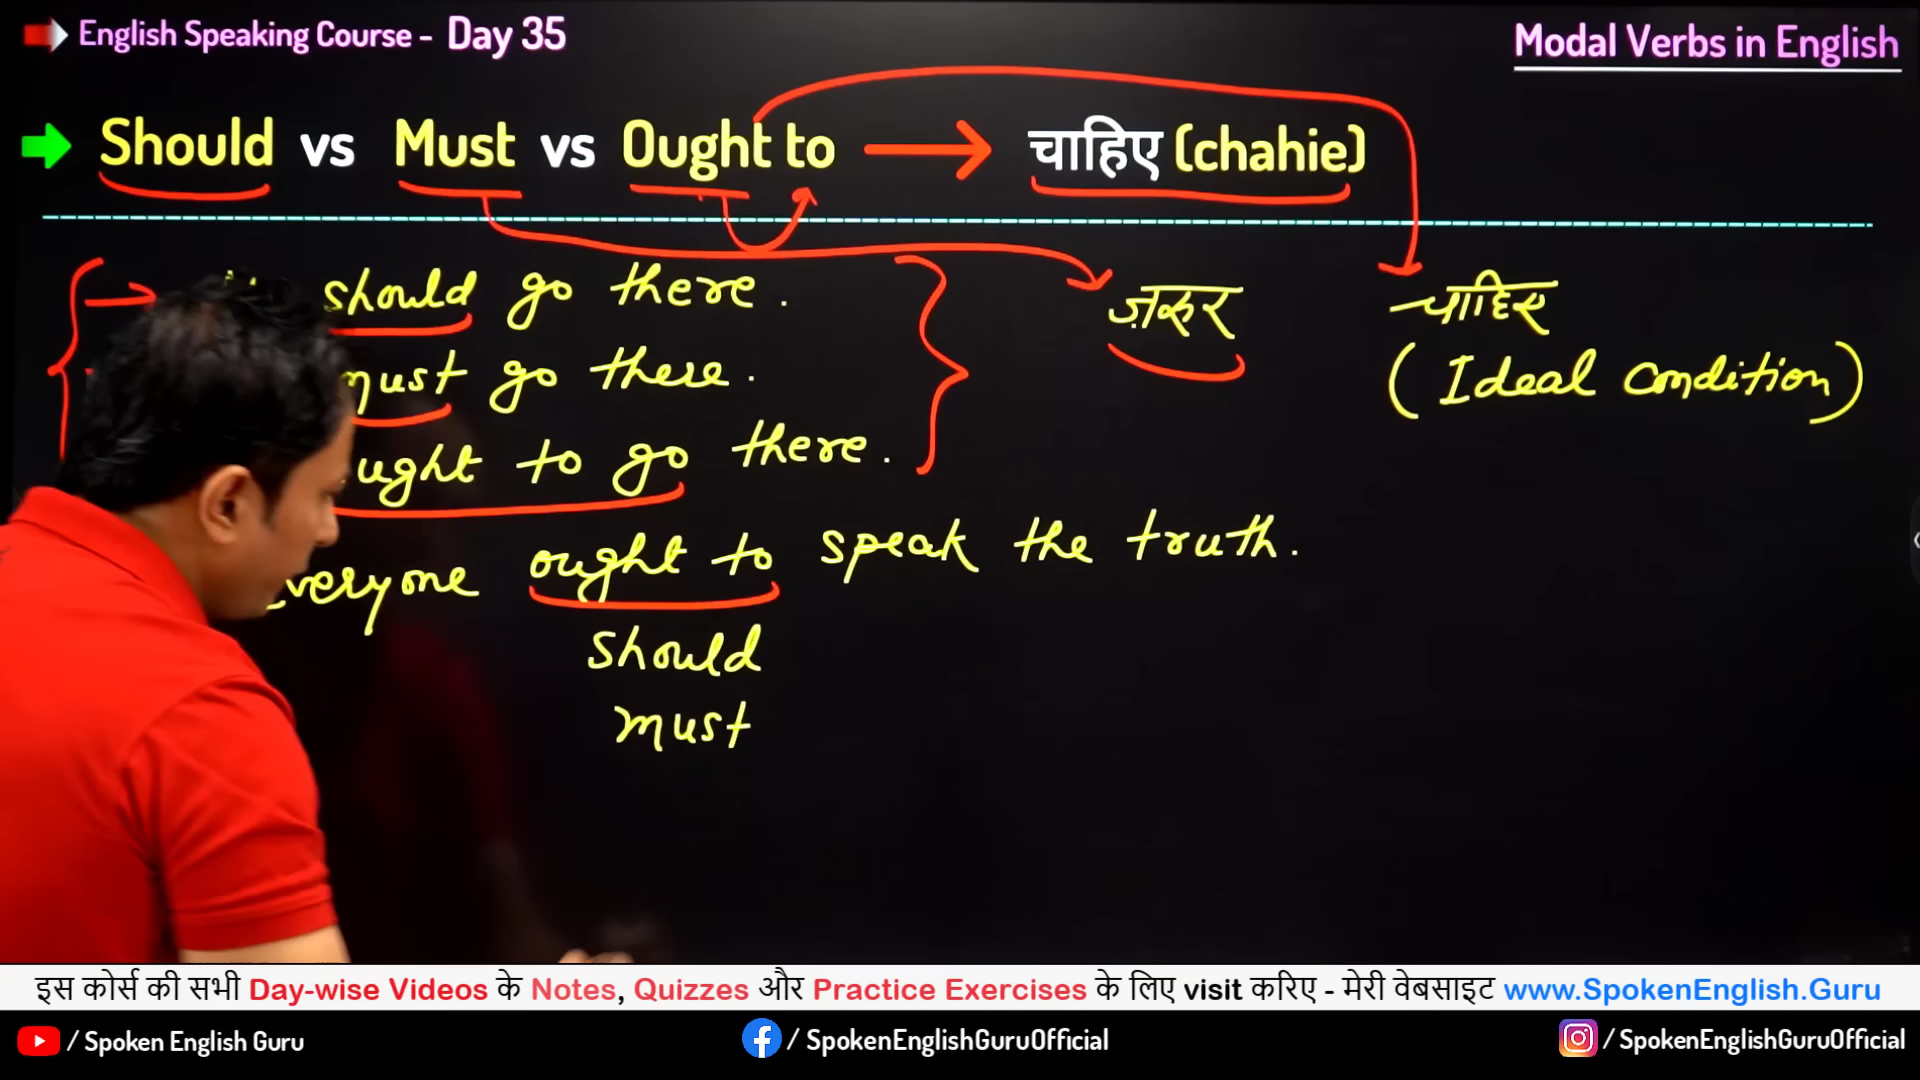 English Speaking Course - Day 35
Modal Verbs in English
Should vs Must vs Ought to → चाहिए (chahie)
should go there.
must go there.
ought to go there.
ज़रूर
चाहिए
(Ideal condition)
Everyone ought to speak the truth.
should
must
इस कोर्स की सभी Day-wise Videos के Notes, Quizzes और Practice Exercises के लिए visit करिए - मेरी वेबसाइट www.SpokenEnglish.Guru
/ Spoken English Guru
/ SpokenEnglishGuruOfficial
/ SpokenEnglishGuruOfficial